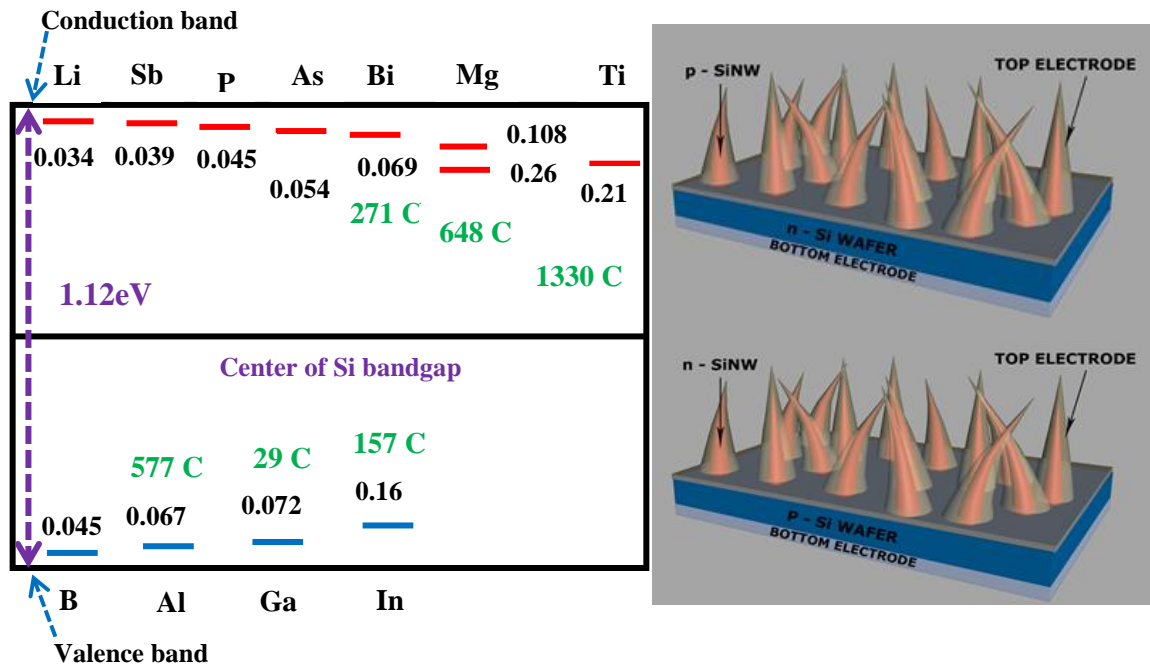 Conduction band
Li Sb P As Bi Mg Ti
0.034 0.039 0.045 0.054 0.069 0.108 0.26 0.21
271 C 648 C 1330 C
1.12eV
Center of Si bandgap
577 C 29 C 157 C
0.045 0.067 0.072 0.16
B Al Ga In
Valence band
p - SiNW
TOP ELECTRODE
n - Si WAFER
BOTTOM ELECTRODE
n - SiNW
TOP ELECTRODE
p - Si WAFER
BOTTOM ELECTRODE